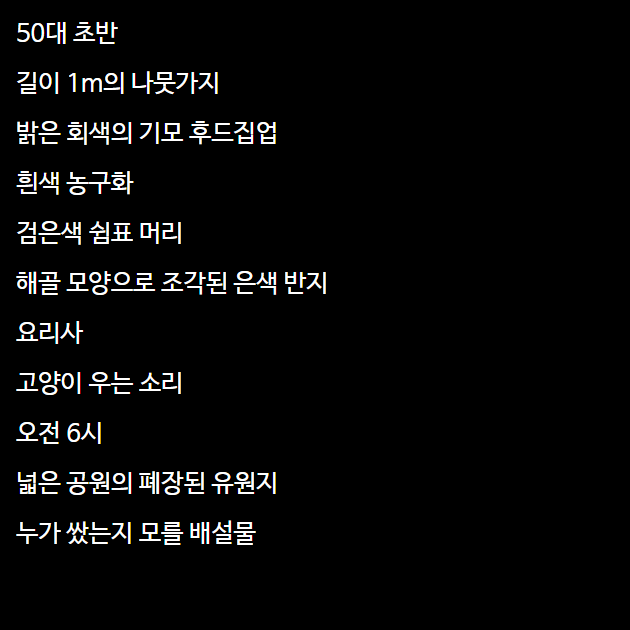 50대 초반
길이 1m의 나뭇가지
밝은 회색의 기모 후드집업
흰색 농구화
검은색 쉼표 머리
해골 모양으로 조각된 은색 반지
요리사
고양이 우는 소리
오전 6시
넓은 공원의 폐장된 유원지
누가 쌌는지 모를 배설물